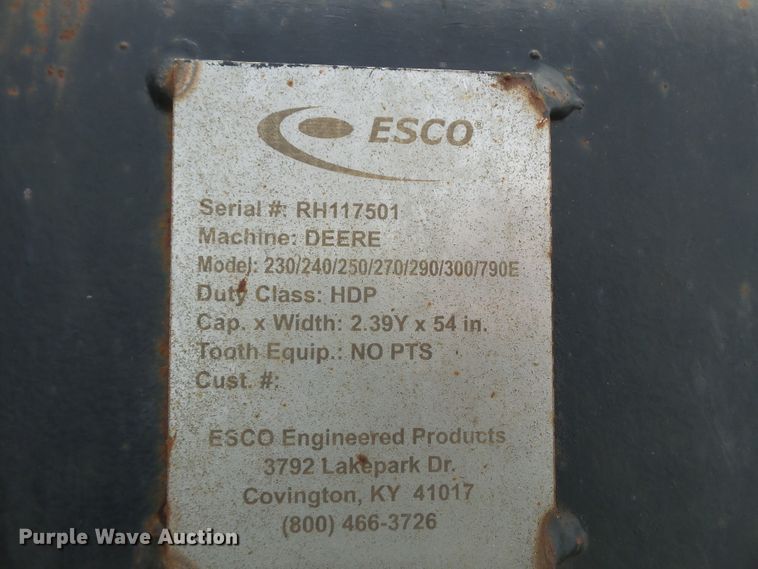 ESCO®
Serial #: RH117501
Machine: DEERE
Model: 230/240/250/270/290/300/790E
Duty Class: HDP
Cap. x Width: 2.39Y x 54 in.
Tooth Equip.: NO PTS
Cust. #:
ESCO Engineered Products
3792 Lakepark Dr.
Covington, KY 41017
(800) 466-3726
Purple Wave Auction